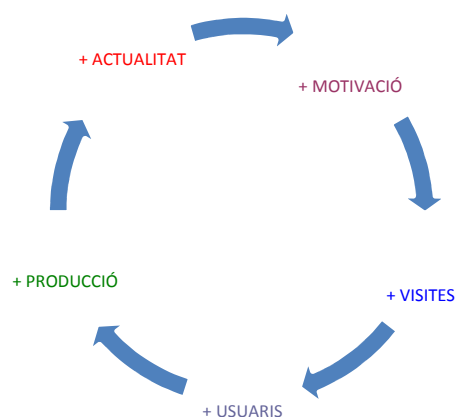 + ACTUALITAT
+ MOTIVACIÓ
+ VISITES
+ USUARIS
+ PRODUCCIÓ